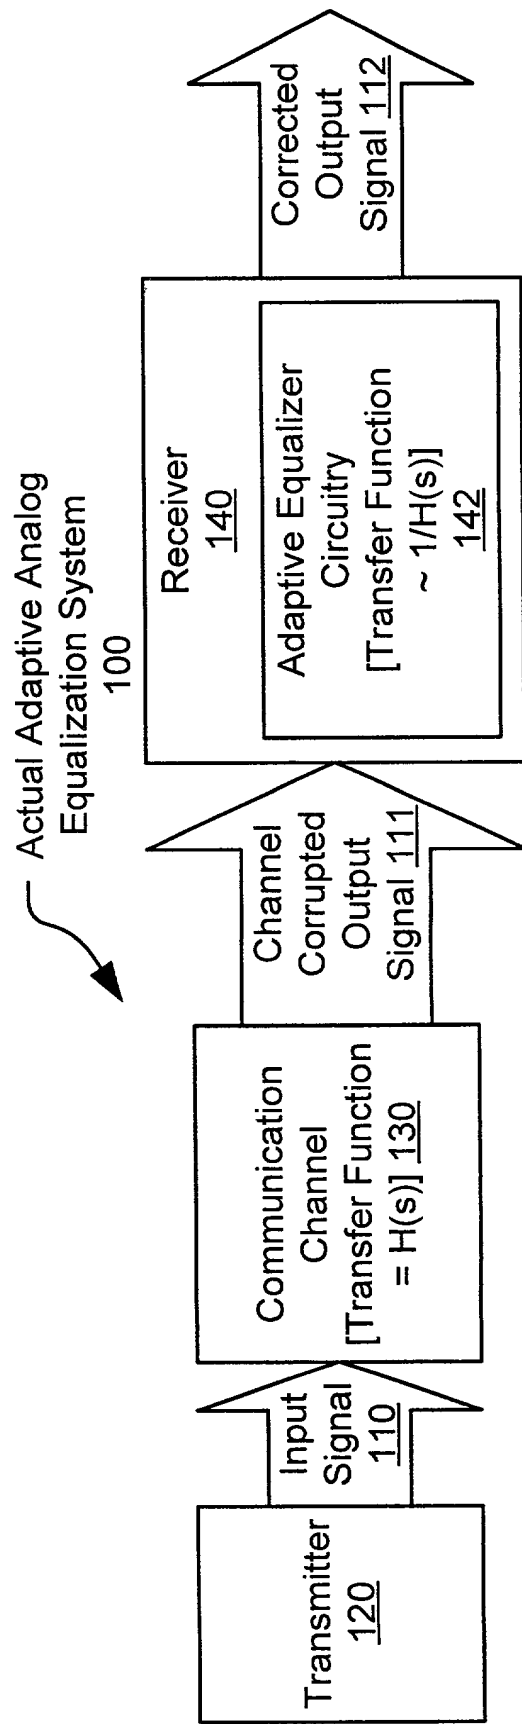 Actual Adaptive Analog
Equalization System
100
Transmitter
120
Input
Signal
110
Communication
Channel
[Transfer Function
= H(s)] 130
Channel
Corrupted
Output
Signal 111
Receiver
140
Adaptive Equalizer
Circuitry
[Transfer Function
~ 1/H(s)]
142
Corrected
Output
Signal 112